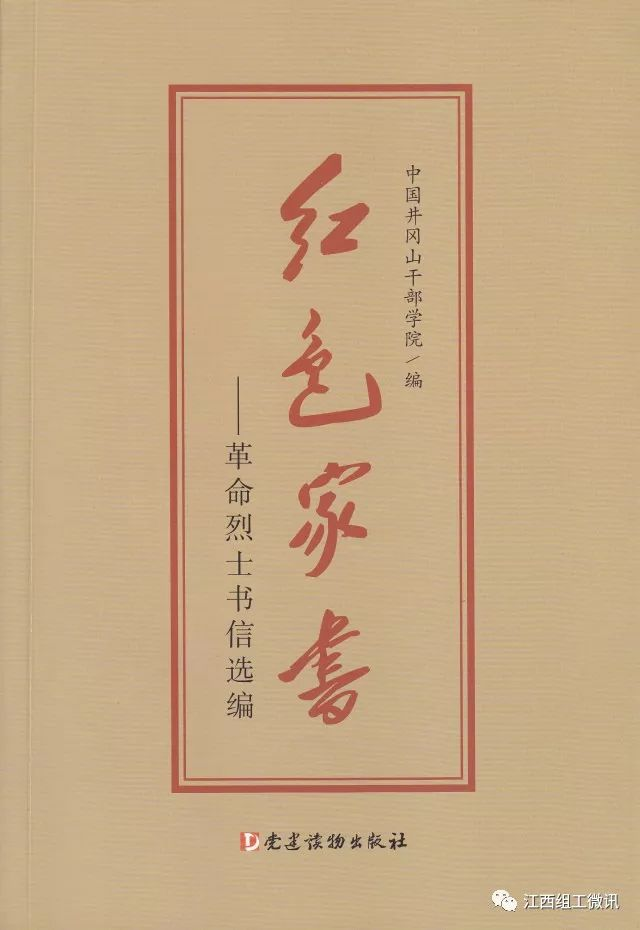 中国井冈山干部学院／编
红色家书
——革命烈士书信选编
党建读物出版社
江西组工微讯